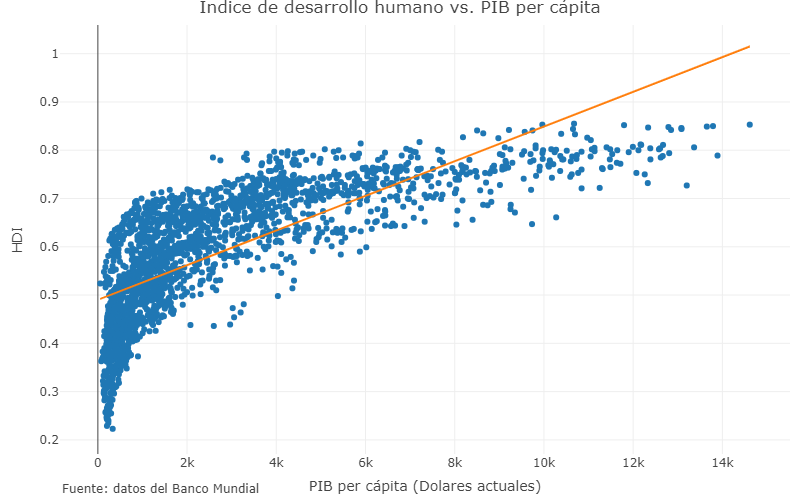 Índice de desarrollo humano vs. PIB per cápita
1
0.9
0.8
0.7
0.6
0.5
0.4
0.3
0.2
HDI
0 2k 4k 6k 8k 10k 12k 14k
PIB per cápita (Dolares actuales)
Fuente: datos del Banco Mundial